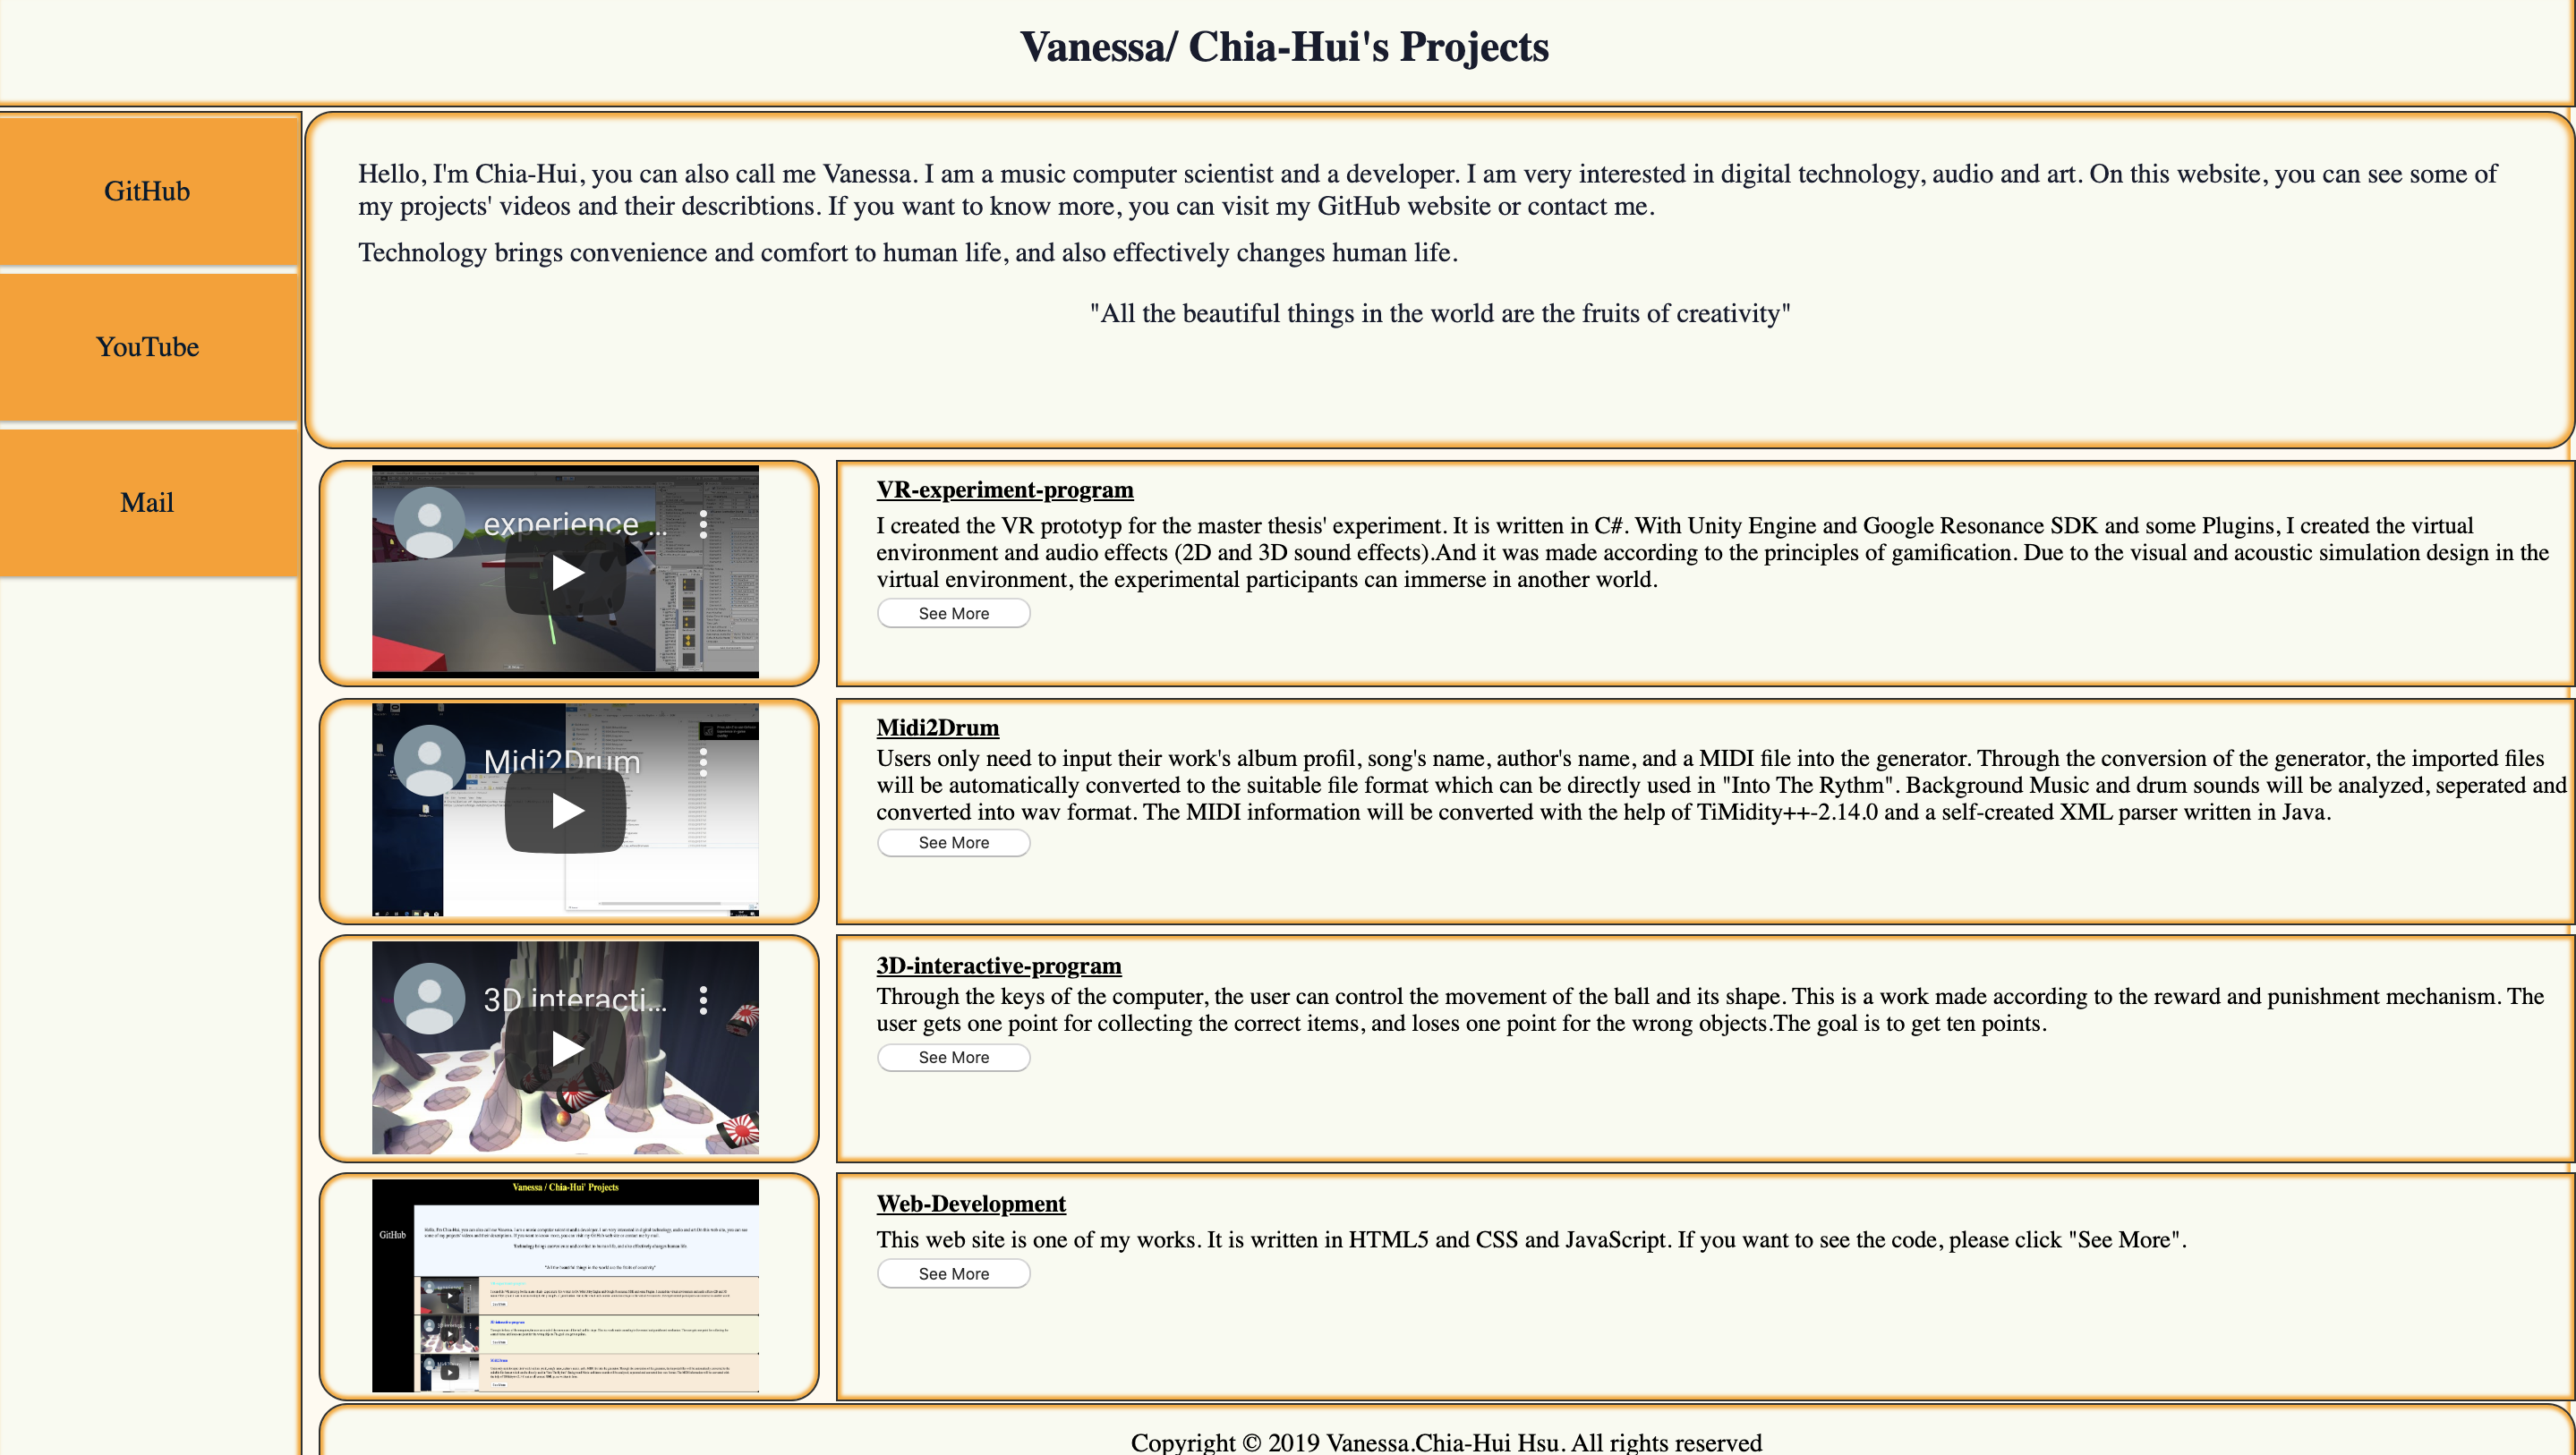 Vanessa/ Chia-Hui's Projects
GitHub
YouTube
Mail
Hello, I'm Chia-Hui, you can also call me Vanessa. I am a music computer scientist and a developer. I am very interested in digital technology, audio and art. On this website, you can see some of
my projects' videos and their describtions. If you want to know more, you can visit my GitHub website or contact me.
Technology brings convenience and comfort to human life, and also effectively changes human life.
"All the beautiful things in the world are the fruits of creativity"
experience ...
VR-experiment-program
I created the VR prototyp for the master thesis' experiment. It is written in C#. With Unity Engine and Google Resonance SDK and some Plugins, I created the virtual
environment and audio effects (2D and 3D sound effects).And it was made according to the principles of gamification. Due to the visual and acoustic simulation design in the
virtual environment, the experimental participants can immerse in another world.
See More
Midi2Drum
Midi2Drum
Users only need to input their work's album profil, song's name, author's name, and a MIDI file into the generator. Through the conversion of the generator, the imported files
will be automatically converted to the suitable file format which can be directly used in "Into The Rythm". Background Music and drum sounds will be analyzed, seperated and
converted into wav format. The MIDI information will be converted with the help of TiMidity++-2.14.0 and a self-created XML parser written in Java.
See More
3D interacti...
3D-interactive-program
Through the keys of the computer, the user can control the movement of the ball and its shape. This is a work made according to the reward and punishment mechanism. The
user gets one point for collecting the correct items, and loses one point for the wrong objects.The goal is to get ten points.
See More
Vanessa / Chia-Hui' Projects
GitHub
Web-Development
This web site is one of my works. It is written in HTML5 and CSS and JavaScript. If you want to see the code, please click "See More".
See More
Copyright © 2019 Vanessa.Chia-Hui Hsu. All rights reserved